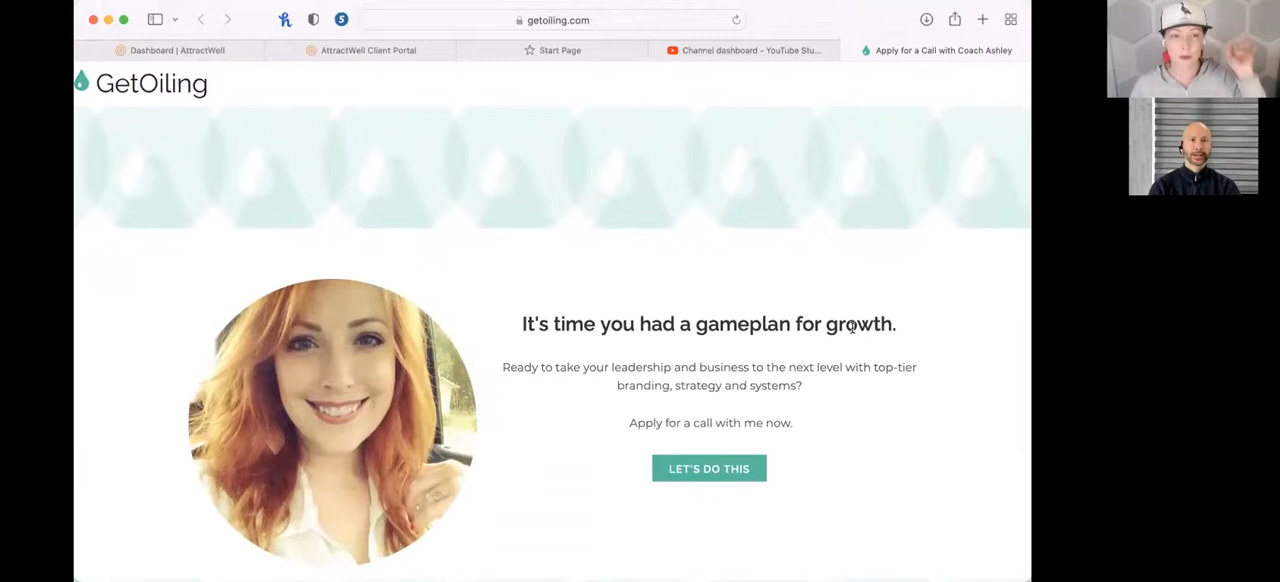 getoiling.com
Dashboard | AttractWell
AttractWell Client Portal
Start Page
Channel dashboard - YouTube Stu...
Apply for a Call with Coach Ashley
GetOiling
It's time you had a gameplan for growth.
Ready to take your leadership and business to the next level with top-tier
branding, strategy and systems?
Apply for a call with me now.
LET'S DO THIS